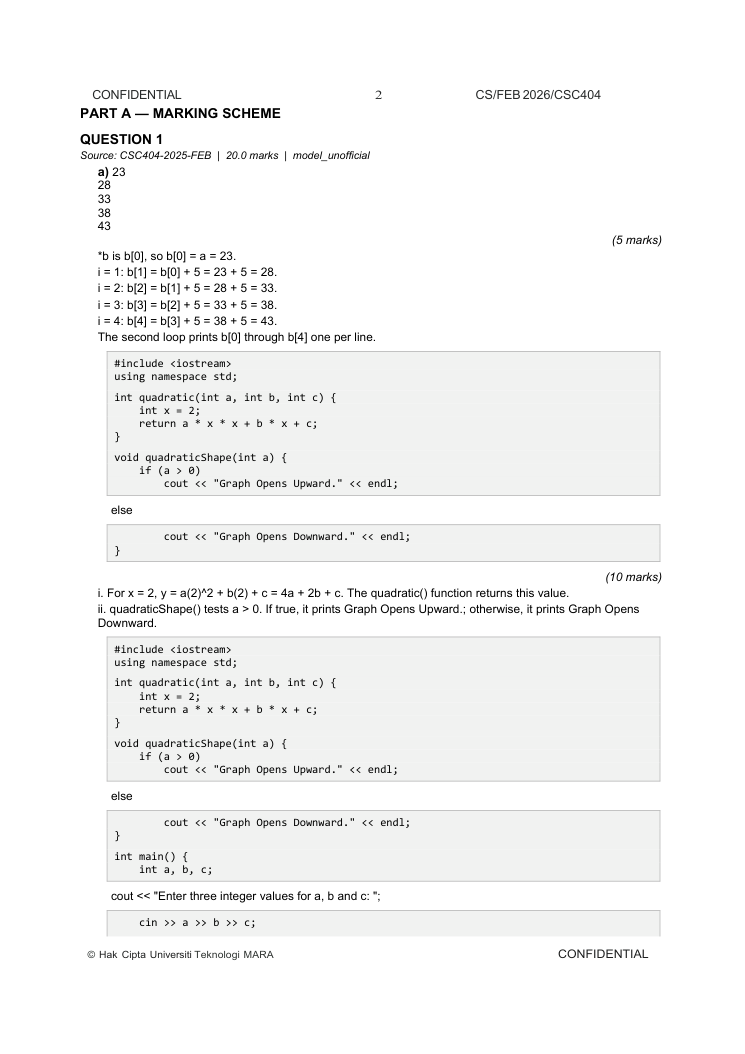 CONFIDENTIAL 2 CS/FEB 2026/CSC404
PART A — MARKING SCHEME
QUESTION 1
Source: CSC404-2025-FEB | 20.0 marks | model_unofficial
a) 23
28
33
38
43
(5 marks)
*b is b[0], so b[0] = a = 23.
i = 1: b[1] = b[0] + 5 = 23 + 5 = 28.
i = 2: b[2] = b[1] + 5 = 28 + 5 = 33.
i = 3: b[3] = b[2] + 5 = 33 + 5 = 38.
i = 4: b[4] = b[3] + 5 = 38 + 5 = 43.
The second loop prints b[0] through b[4] one per line.
#include <iostream>
using namespace std;
int quadratic(int a, int b, int c) {
    int x = 2;
    return a * x * x + b * x + c;
}
void quadraticShape(int a) {
    if (a > 0)
        cout << "Graph Opens Upward." << endl;
else
        cout << "Graph Opens Downward." << endl;
}
(10 marks)
i. For x = 2, y = a(2)^2 + b(2) + c = 4a + 2b + c. The quadratic() function returns this value.
ii. quadraticShape() tests a > 0. If true, it prints Graph Opens Upward.; otherwise, it prints Graph Opens
Downward.
#include <iostream>
using namespace std;
int quadratic(int a, int b, int c) {
    int x = 2;
    return a * x * x + b * x + c;
}
void quadraticShape(int a) {
    if (a > 0)
        cout << "Graph Opens Upward." << endl;
else
        cout << "Graph Opens Downward." << endl;
}
int main() {
    int a, b, c;
cout << "Enter three integer values for a, b and c: ";
    cin >> a >> b >> c;
© Hak Cipta Universiti Teknologi MARA CONFIDENTIAL